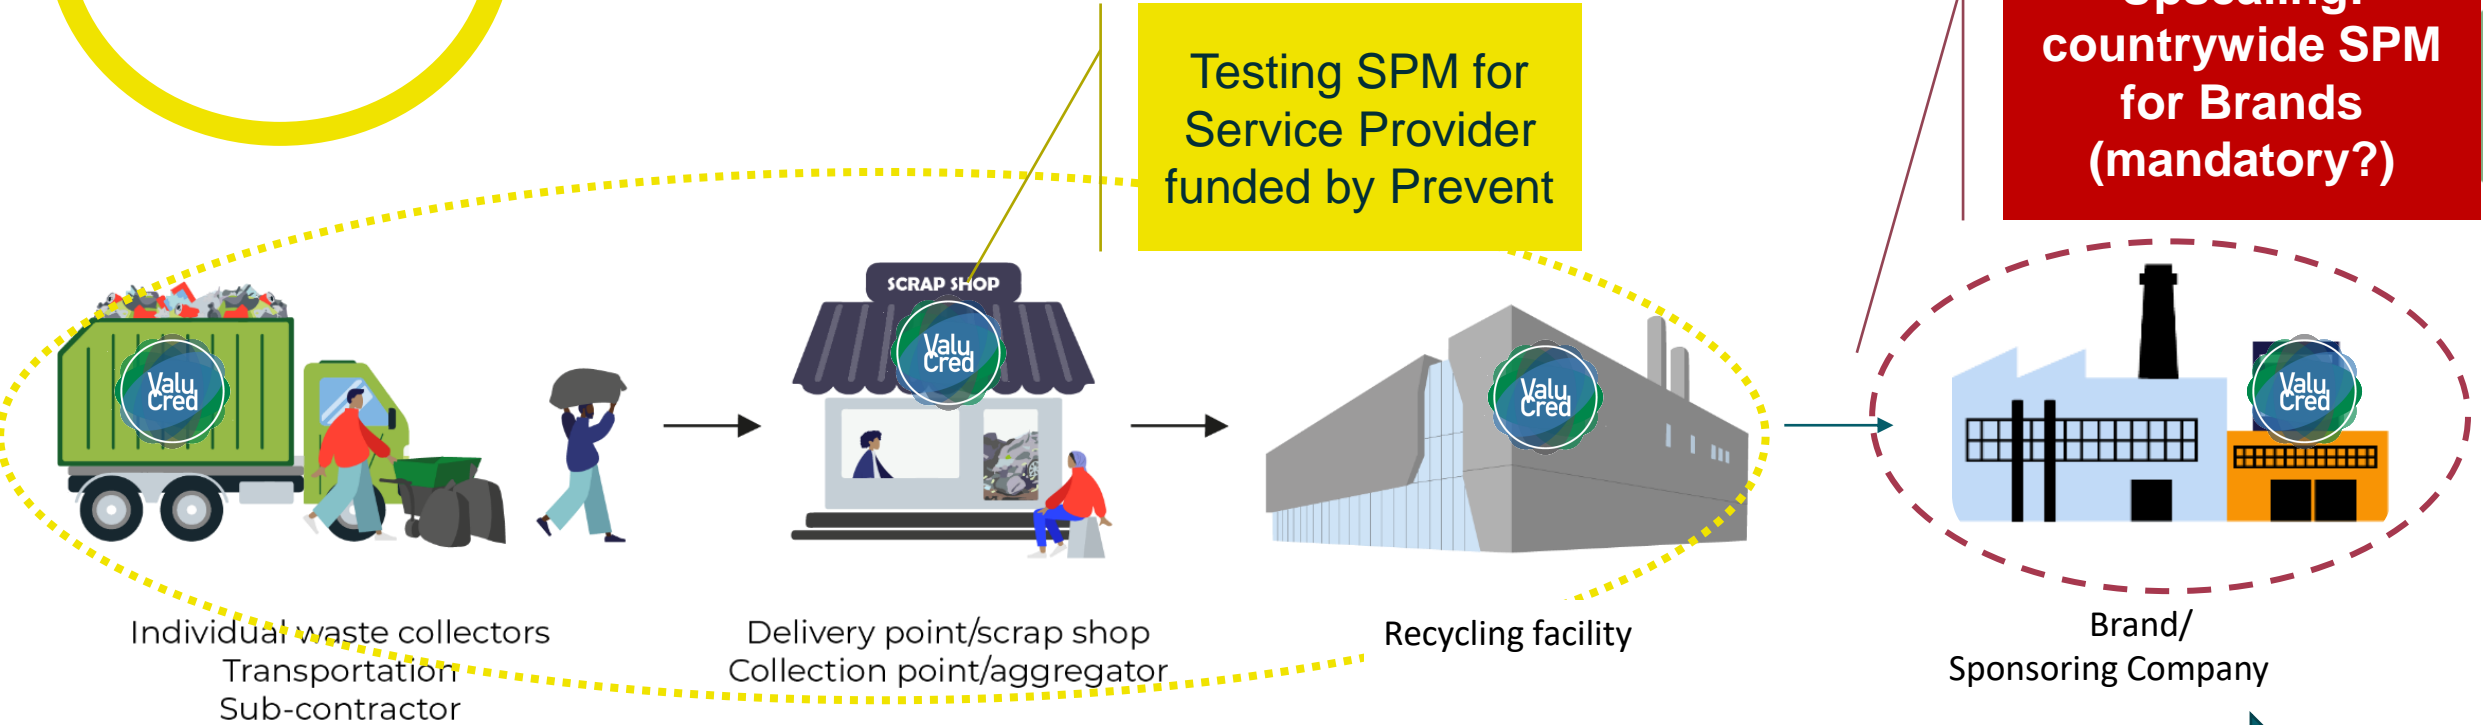 Testing SPM for
Service Provider
funded by Prevent
Upscaling:
countrywide SPM
for Brands
(mandatory?)
SCRAP SHOP
Valu
Cred
Valu
Cred
Valu
Cred
Valu
Cred
Individual waste collectors
Transportation
Sub-contractor
Delivery point/scrap shop
Collection point/aggregator
Recycling facility
Brand/
Sponsoring Company